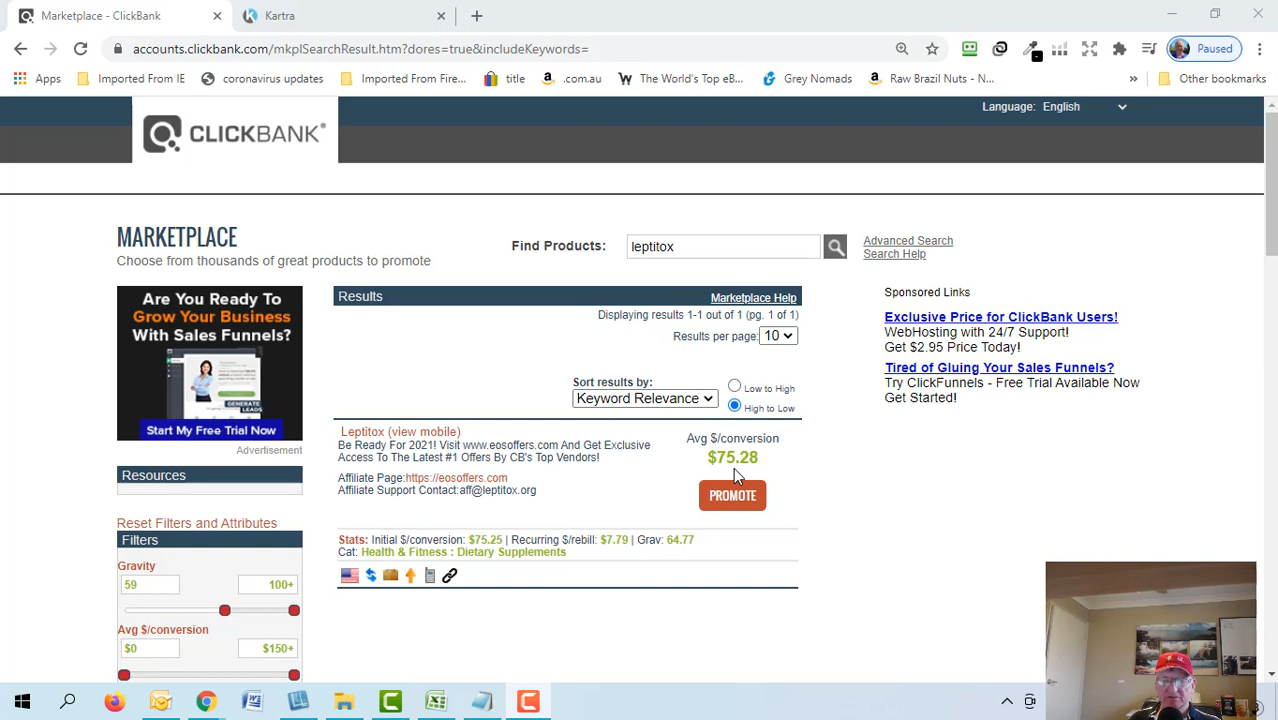 Marketplace - ClickBank
Kartra
accounts.clickbank.com/mkplSearchResult.htm?dores=true&includeKeywords=
Paused
Apps
Imported From IE
coronavirus updates
Imported From Fire...
title
.com.au
The World's Top eB...
Grey Nomads
Raw Brazil Nuts - N...
»
Other bookmarks
Language: English
CLICKBANK®
MARKETPLACE
Choose from thousands of great products to promote
Find Products: leptitox
Advanced Search
Search Help
Are You Ready To
Grow Your Business
With Sales Funnels?
GENERATE
LEADS
Start My Free Trial Now
Advertisement
Resources
Reset Filters and Attributes
Filters
Gravity
59 100+
Avg $/conversion
$0 $150+
Results Marketplace Help
Displaying results 1-1 out of 1 (pg. 1 of 1)
Results per page: 10
Sort results by:
Keyword Relevance
Low to High
High to Low
Leptitox (view mobile)
Be Ready For 2021! Visit www.eosoffers.com And Get Exclusive
Access To The Latest #1 Offers By CB's Top Vendors!
Affiliate Page:https://eosoffers.com
Affiliate Support Contact:aff@leptitox.org
Avg $/conversion
$75.28
PROMOTE
Stats: Initial $/conversion: $75.25 | Recurring $/rebill: $7.79 | Grav: 64.77
Cat: Health & Fitness : Dietary Supplements
Sponsored Links
Exclusive Price for ClickBank Users!
WebHosting with 24/7 Support!
Get $2.95 Price Today!
Tired of Gluing Your Sales Funnels?
Try ClickFunnels - Free Trial Available Now
Get Started!